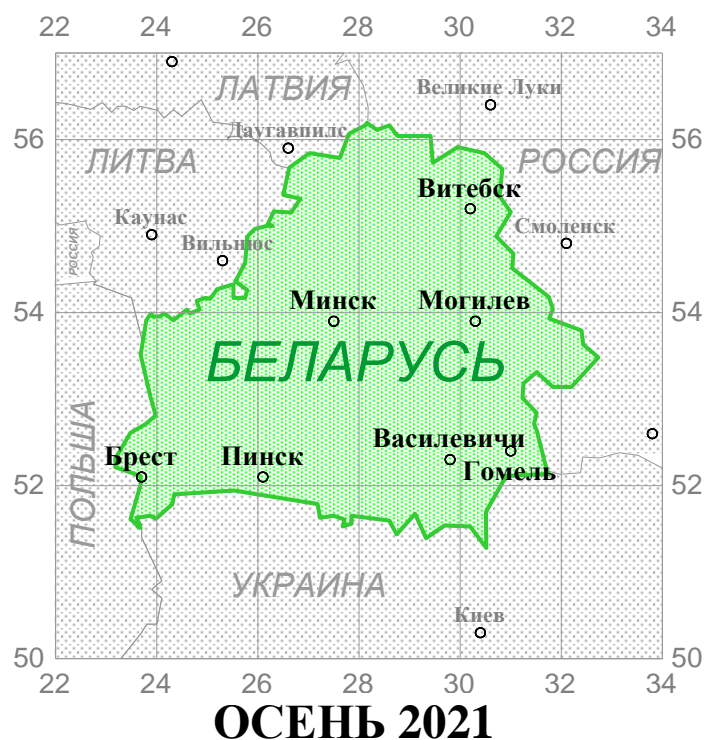 22 24 26 28 30 32 34
ЛАТВИЯ
Великие Луки
Даугавпилс
56 56
ЛИТВА
РОССИЯ
Витебск
Каунас
Смоленск
РОССИЯ
Вильнюс
Минск
Могилев
54 54
БЕЛАРУСЬ
ПОЛЬША
Василевичи
Брест
Пинск
Гомель
52 52
УКРАИНА
Киев
50 50
22 24 26 28 30 32 34
ОСЕНЬ 2021